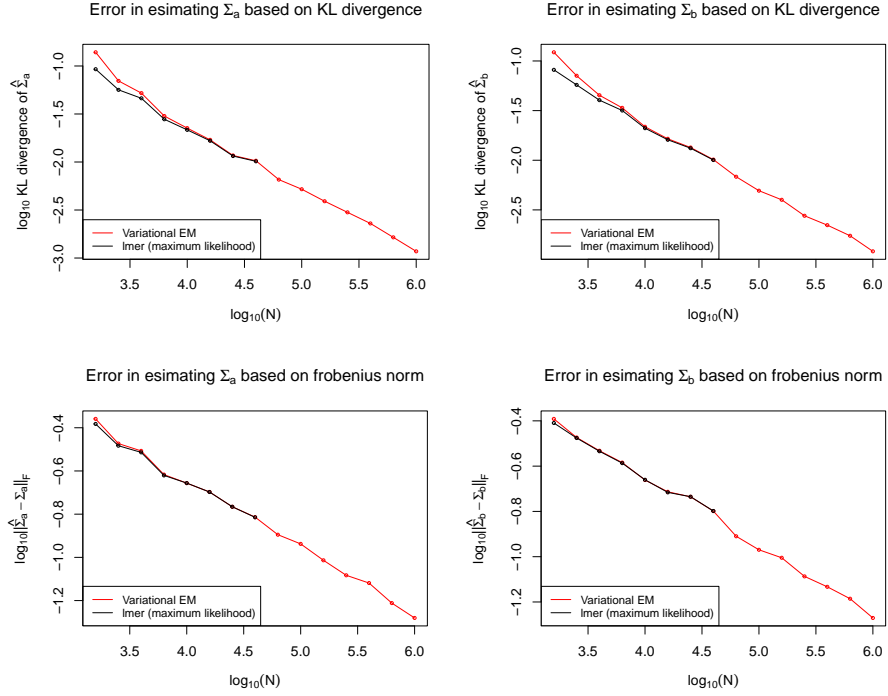 Error in esimating Σa based on KL divergence
log10 KL divergence of Σ̂a
−1.0
−1.5
−2.0
−2.5
−3.0
Variational EM
lmer (maximum likelihood)
3.5 4.0 4.5 5.0 5.5 6.0
log10(N)
Error in esimating Σb based on KL divergence
log10 KL divergence of Σ̂b
−1.0
−1.5
−2.0
−2.5
Variational EM
lmer (maximum likelihood)
3.5 4.0 4.5 5.0 5.5 6.0
log10(N)
Error in esimating Σa based on frobenius norm
log10||Σ̂a − Σa||F
−0.4
−0.6
−0.8
−1.0
−1.2
Variational EM
lmer (maximum likelihood)
3.5 4.0 4.5 5.0 5.5 6.0
log10(N)
Error in esimating Σb based on frobenius norm
log10||Σ̂b − Σb||F
−0.4
−0.6
−0.8
−1.0
−1.2
Variational EM
lmer (maximum likelihood)
3.5 4.0 4.5 5.0 5.5 6.0
log10(N)